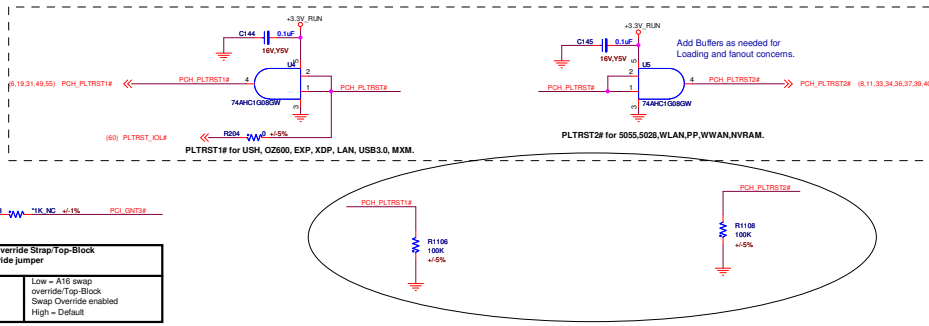 +3.3V_RUN
C144 0.1uF
16V,Y5V
U4
5
2
1
4
3
74AHC1G08GW
6,19,31,49,55) PCH_PLTRST1#
PCH_PLTRST1#
PCH_PLTRST#
(60) PLTRST_IOL#
R204 0 +/-5%
PLTRST1# for USH, OZ600, EXP, XDP, LAN, USB3.0, MXM.
+3.3V_RUN
C145 0.1uF
16V,Y5V
U5
5
2
1
4
3
74AHC1G08GW
Add Buffers as needed for
Loading and fanout concerns.
PCH_PLTRST#
PCH_PLTRST2#
PCH_PLTRST2# (8,11,33,34,36,37,39,40
PLTRST2# for 5055,5028,WLAN,PP,WWAN,NVRAM.
*1K_NC +/-1% PCI_GNT3#
PCH_PLTRST1#
R1106
100K
+/-5%
PCH_PLTRST2#
R1108
100K
+/-5%
verride Strap/Top-Block
ide jumper
Low = A16 swap
override/Top-Block
Swap Override enabled
High = Default